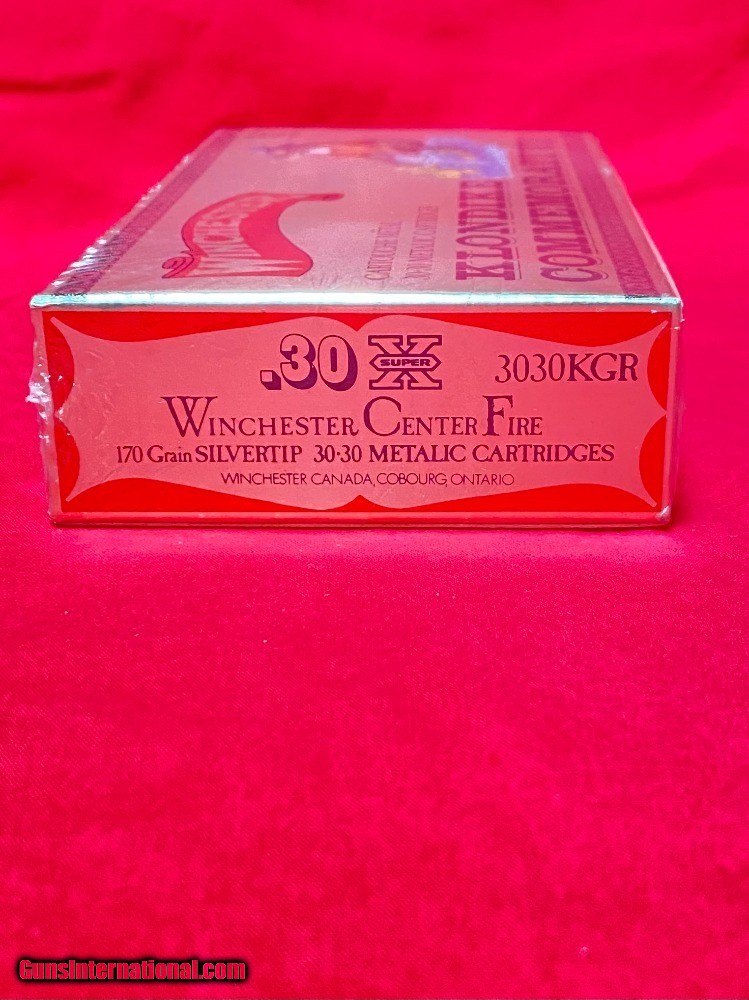 WINCHESTER
KLONDIKE
.30 SUPER X 3030KGR
WINCHESTER CENTER FIRE
170 Grain SILVERTIP 30-30 METALIC CARTRIDGES
WINCHESTER CANADA, COBOURG, ONTARIO
GunsInternational.com